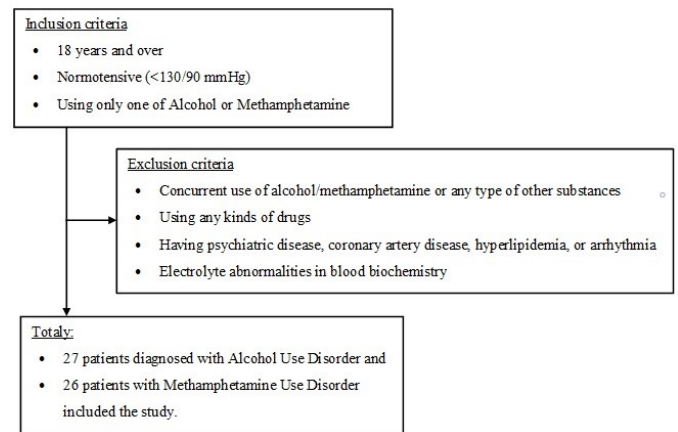 Inclusion criteria
• 18 years and over
• Normotensive (<130/90 mmHg)
• Using only one of Alcohol or Methamphetamine
Exclusion criteria
• Concurrent use of alcohol/methamphetamine or any type of other substances
• Using any kinds of drugs
• Having psychiatric disease, coronary artery disease, hyperlipidemia, or arrhythmia
• Electrolyte abnormalities in blood biochemistry
Totaly:
• 27 patients diagnosed with Alcohol Use Disorder and
• 26 patients with Methamphetamine Use Disorder
included the study.